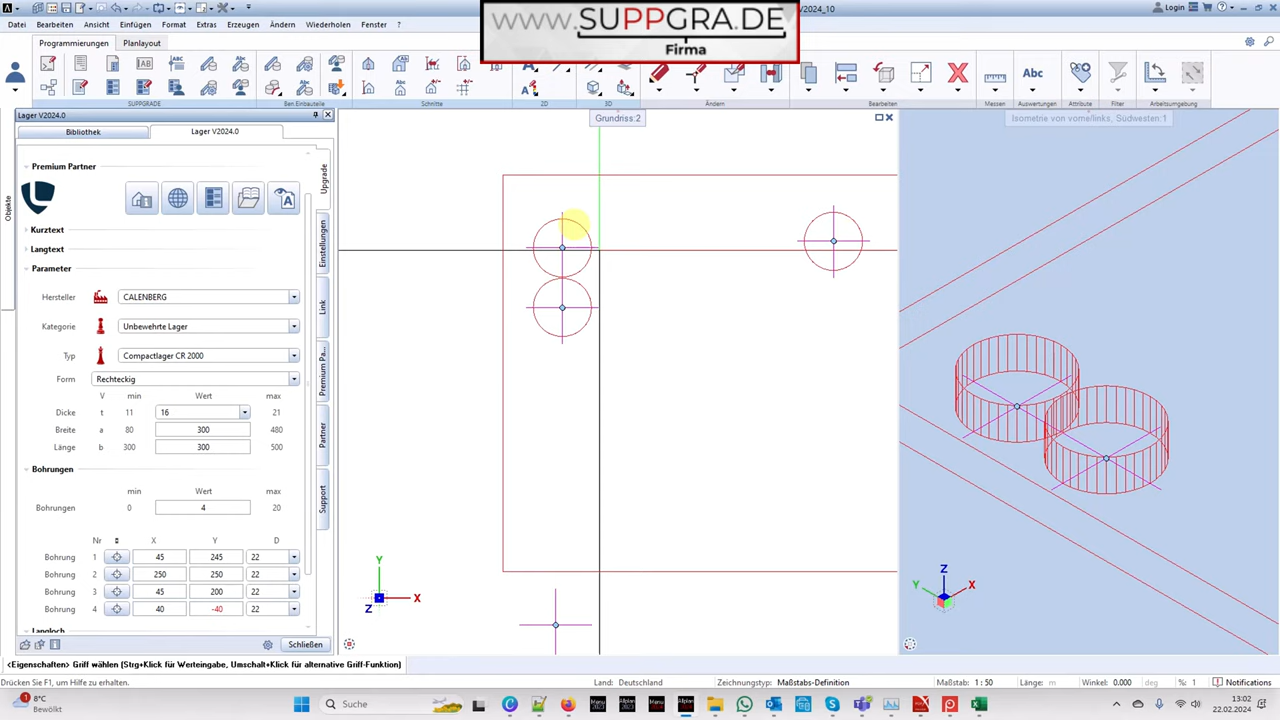 V2024_10
Login
Datei Bearbeiten Ansicht Einfügen Format Extras Erzeugen Ändern Wiederholen Fenster ?
www.SUPPGRA.DE
Firma
Programmierungen Planlayout
Abc
SUPPGRADE Ben.Einbauteile Schnitte 2D 3D Ändern Bearbeiten Messen Auswertungen Attribute Filter Arbeitsumgebung
Lager V2024.0
Bibliothek Lager V2024.0
Grundriss:2
Isometrie von vorne/links, Südwesten:1
Objekte
Premium Partner
Upgrade
Einstellungen
Link
Premium Pa...
Partner
Support
Kurztext
Langtext
Parameter
Hersteller CALENBERG
Kategorie Unbewehrte Lager
Typ Compactlager CR 2000
Form Rechteckig
V min Wert max
Dicke t 11 16 21
Breite a 80 300 480
Länge b 300 300 500
Bohrungen
min Wert max
Bohrungen 0 4 20
Nr X Y D
Bohrung 1 45 245 22
Bohrung 2 250 250 22
Bohrung 3 45 200 22
Bohrung 4 40 -40 22
Langloch
Schließen
Y
X
Z
Z
Y X
<Eigenschaften> Griff wählen (Strg+Klick für Werteingabe, Umschalt+Klick für alternative Griff-Funktion)
Drücken Sie F1, um Hilfe zu erhalten. Land: Deutschland Zeichnungstyp: Maßstabs-Definition Maßstab: 1 : 50 Länge: m Winkel: 0.000 deg %: 1 Notifications
8°C
Bewölkt
Suche
13:02
22.02.2024